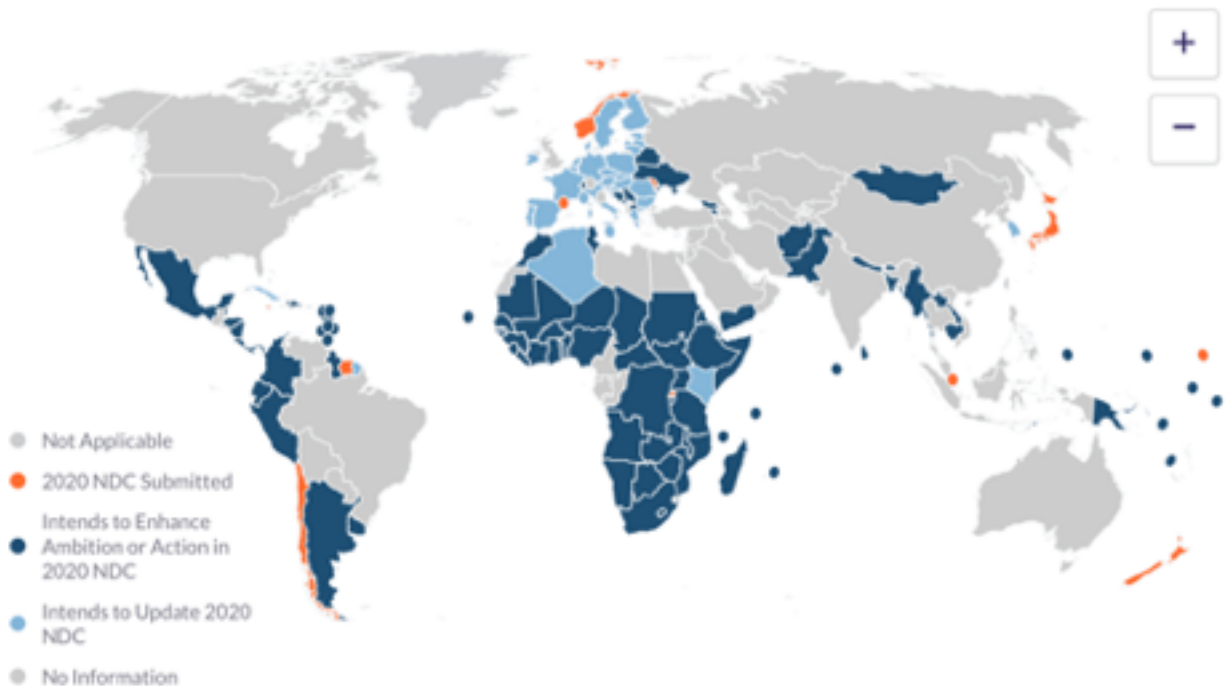 +
−
Not Applicable
2020 NDC Submitted
Intends to Enhance
Ambition or Action in
2020 NDC
Intends to Update 2020
NDC
No Information